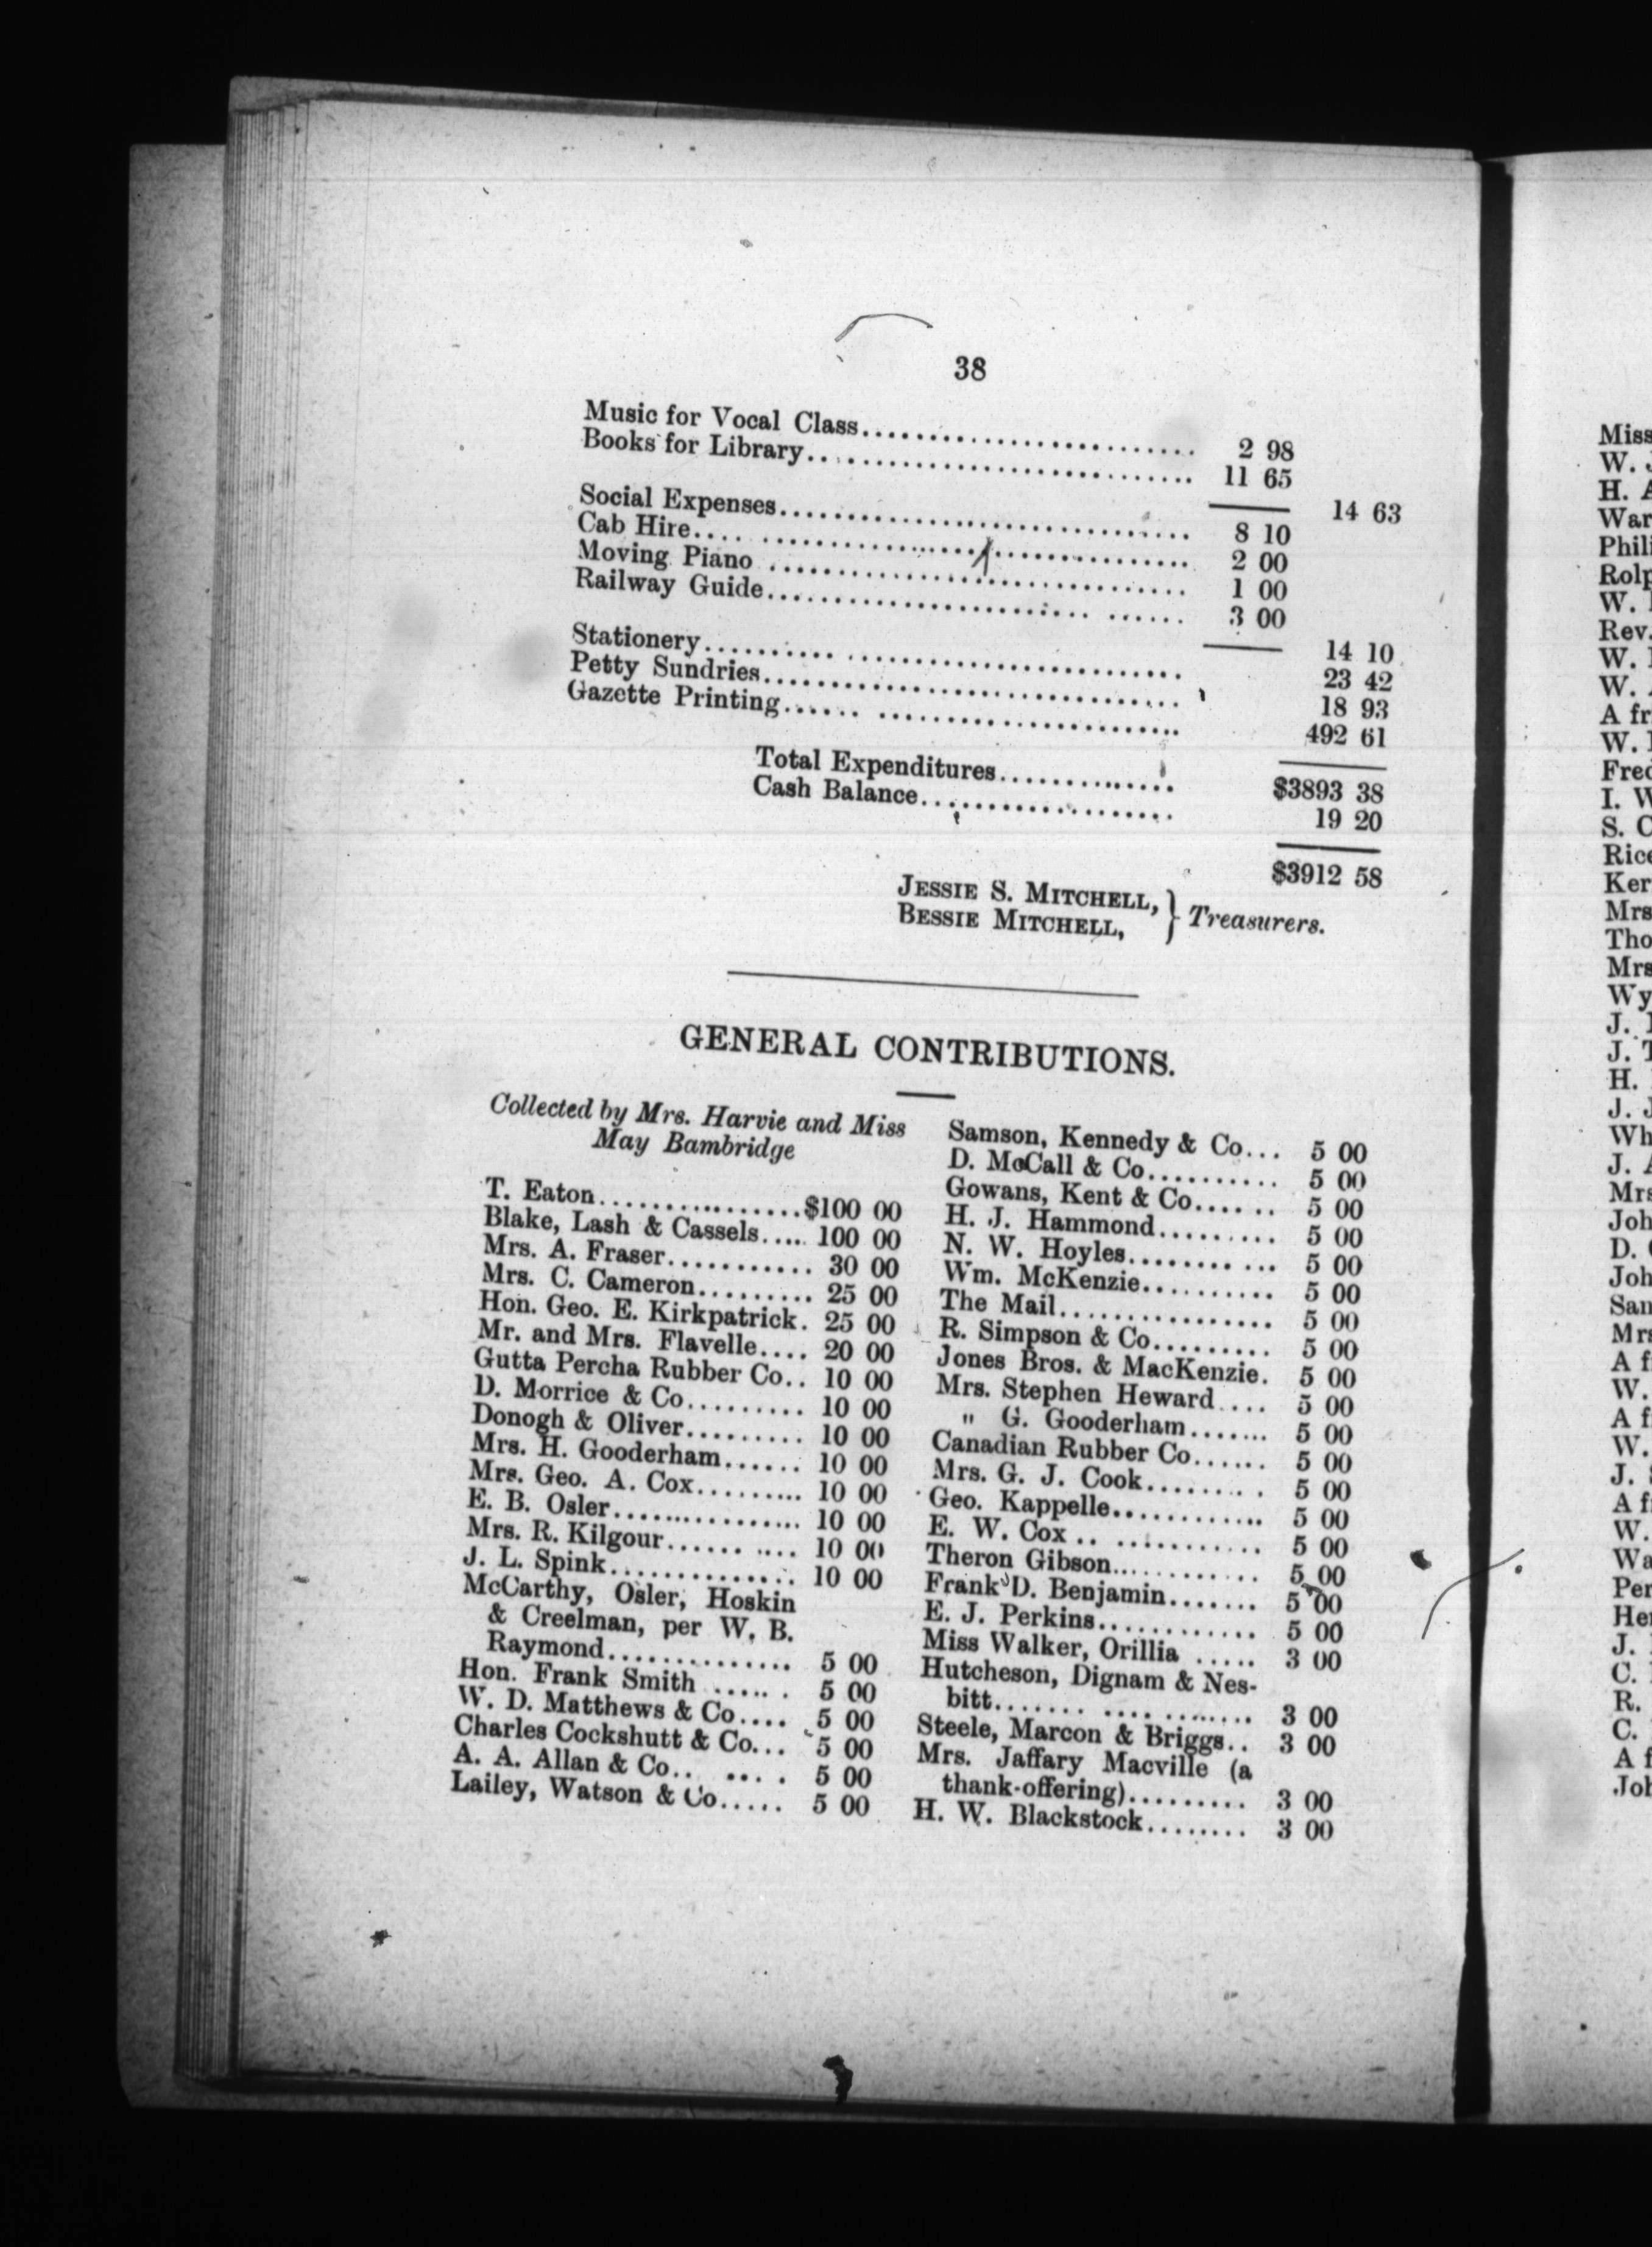 38
Music for Vocal Class........................ 2 98
Books for Library............................ 11 65
14 63
Social Expenses.............................. 8 10
Cab Hire..................................... 2 00
Moving Piano ................................ 1 00
Railway Guide................................ 3 00
14 10
Stationery................................... 23 42
Petty Sundries............................... 18 93
Gazette Printing............................. 492 61
Total Expenditures............. $3893 38
Cash Balance................... 19 20
$3912 58
JESSIE S. MITCHELL,
BESSIE MITCHELL, } Treasurers.
GENERAL CONTRIBUTIONS.
Collected by Mrs. Harvie and Miss
May Bambridge
T. Eaton................$100 00
Blake, Lash & Cassels..... 100 00
Mrs. A. Fraser........... 30 00
Mrs. C. Cameron......... 25 00
Hon. Geo. E. Kirkpatrick. 25 00
Mr. and Mrs. Flavelle.... 20 00
Gutta Percha Rubber Co.. 10 00
D. Morrice & Co......... 10 00
Donogh & Oliver......... 10 00
Mrs. H. Gooderham...... 10 00
Mrs. Geo. A. Cox......... 10 00
E. B. Osler.............. 10 00
Mrs. R. Kilgour.......... 10 00
J. L. Spink.............. 10 00
McCarthy, Osler, Hoskin
& Creelman, per W. B.
Raymond.............. 5 00
Hon. Frank Smith ...... . 5 00
W. D. Matthews & Co.... 5 00
Charles Cockshutt & Co... 5 00
A. A. Allan & Co.. .... . 5 00
Lailey, Watson & Co..... 5 00
Samson, Kennedy & Co... 5 00
D. McCall & Co.......... 5 00
Gowans, Kent & Co...... 5 00
H. J. Hammond......... 5 00
N. W. Hoyles........... 5 00
Wm. McKenzie.......... 5 00
The Mail................ 5 00
R. Simpson & Co......... 5 00
Jones Bros. & MacKenzie. 5 00
Mrs. Stephen Heward.... 5 00
" G. Gooderham....... 5 00
Canadian Rubber Co...... 5 00
Mrs. G. J. Cook......... 5 00
Geo. Kappelle............ 5 00
E. W. Cox .. ........... 5 00
Theron Gibson............ 5 00
Frank D. Benjamin....... 5 00
E. J. Perkins............ 5 00
Miss Walker, Orillia ..... 3 00
Hutcheson, Dignam & Nes-
bitt....... .... ........ 3 00
Steele, Marcon & Briggs.. 3 00
Mrs. Jaffary Macville (a
thank-offering)......... 3 00
H. W. Blackstock........ 3 00
Miss
W.
H.
A fr
W.
I. W
Mrs
Mrs
J.
J.
H.
J.
J.
D.
A f
W.
A f
W.
J.
W.
J.
C.
R.
C.
A f